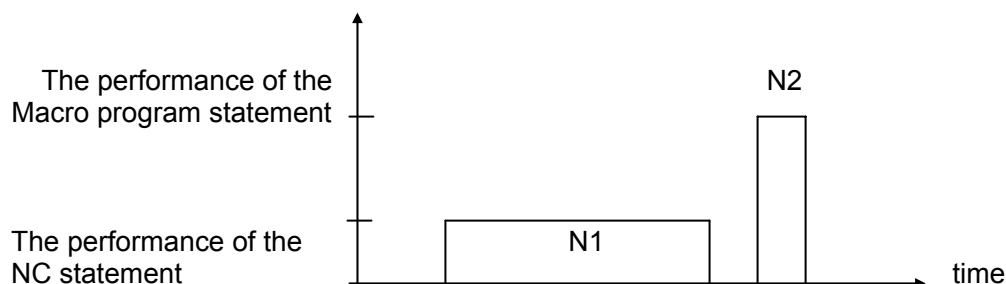 The performance of the
Macro program statement
N2
The performance of the
NC statement
N1
time